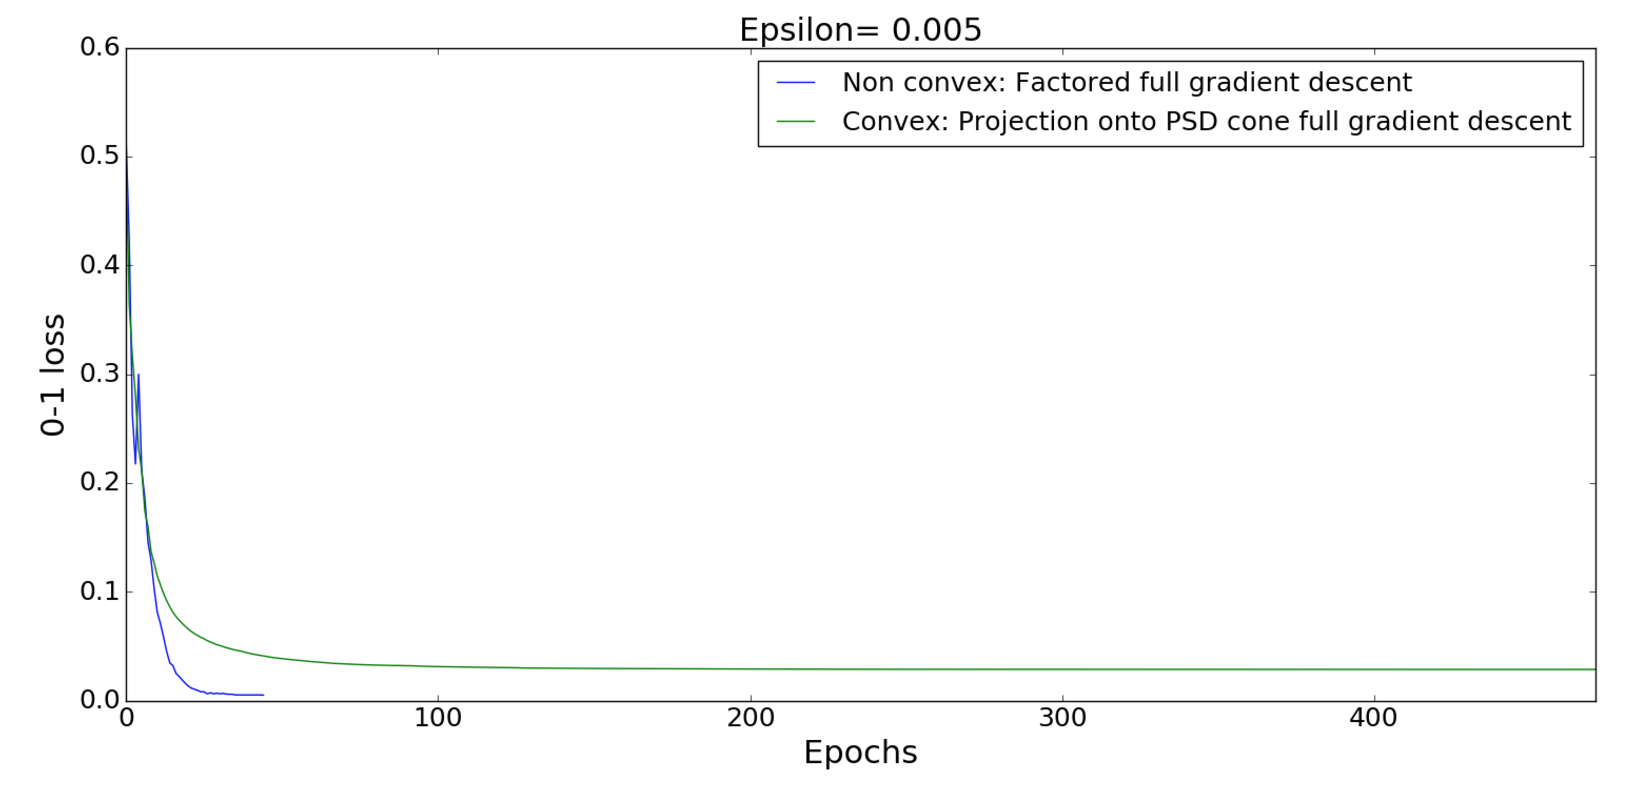 Epsilon= 0.005
0.6
0.5
0.4
0.3
0.2
0.1
0.0
0-1 loss
Non convex: Factored full gradient descent
Convex: Projection onto PSD cone full gradient descent
0 100 200 300 400
Epochs